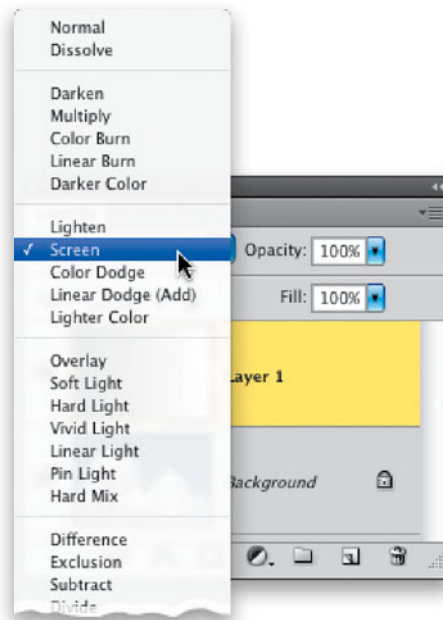 Normal
Dissolve
Darken
Multiply
Color Burn
Linear Burn
Darker Color
Lighten
✓ Screen
Color Dodge
Linear Dodge (Add)
Lighter Color
Overlay
Soft Light
Hard Light
Vivid Light
Linear Light
Pin Light
Hard Mix
Difference
Exclusion
Subtract
Divide
Opacity: 100%
Fill: 100%
Layer 1
Background